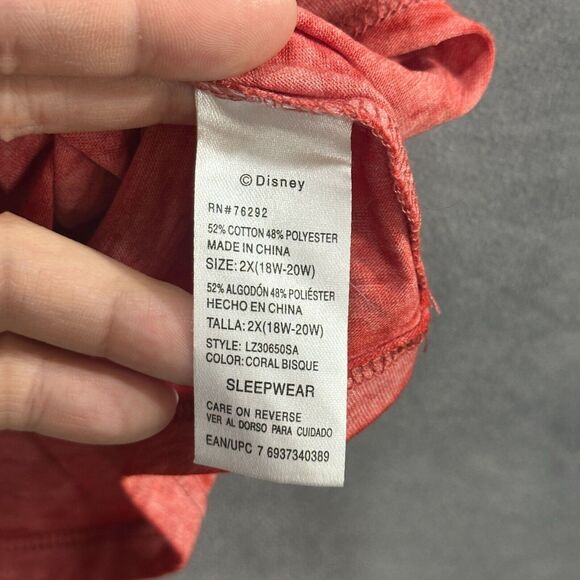 © Disney
RN# 76292
52% COTTON 48% POLYESTER
MADE IN CHINA
SIZE: 2X(18W-20W)
52% ALGODÓN 48% POLIÉSTER
HECHO EN CHINA
TALLA: 2X(18W-20W)
STYLE: LZ30650SA
COLOR: CORAL BISQUE
SLEEPWEAR
CARE ON REVERSE
VER AL DORSO PARA CUIDADO
EAN/UPC 7 6937340389